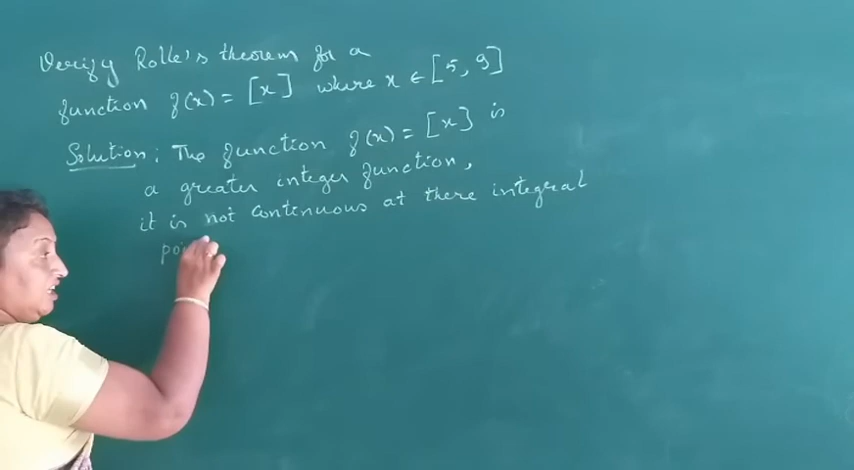 Verify Rolle's theorem for a
function f(x) = [x] where x ∈ [5, 9]
Solution: The function f(x) = [x] is
a greater integer function,
it is not continuous at there integral
poi